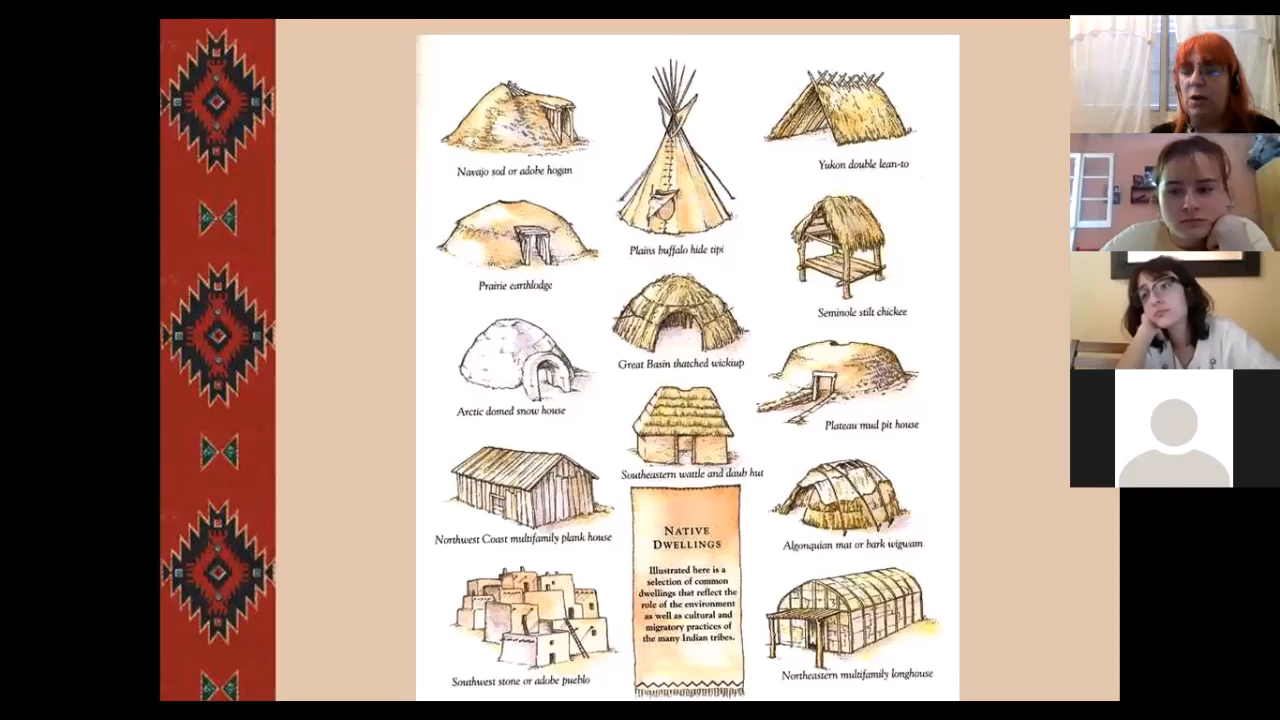 Navajo sod or adobe hogan
Prairie earthlodge
Arctic domed snow house
Northwest Coast multifamily plank house
Southwest stone or adobe pueblo
Plains buffalo hide tipi
Great Basin thatched wickiup
Southeastern wattle and daub hut
NATIVE
DWELLINGS
Illustrated here is a
selection of common
dwellings that reflect the
role of the environment
as well as cultural and
migratory practices of
the many Indian tribes.
Yukon double lean-to
Seminole stilt chickee
Plateau mud pit house
Algonquian mat or bark wigwam
Northeastern multifamily longhouse